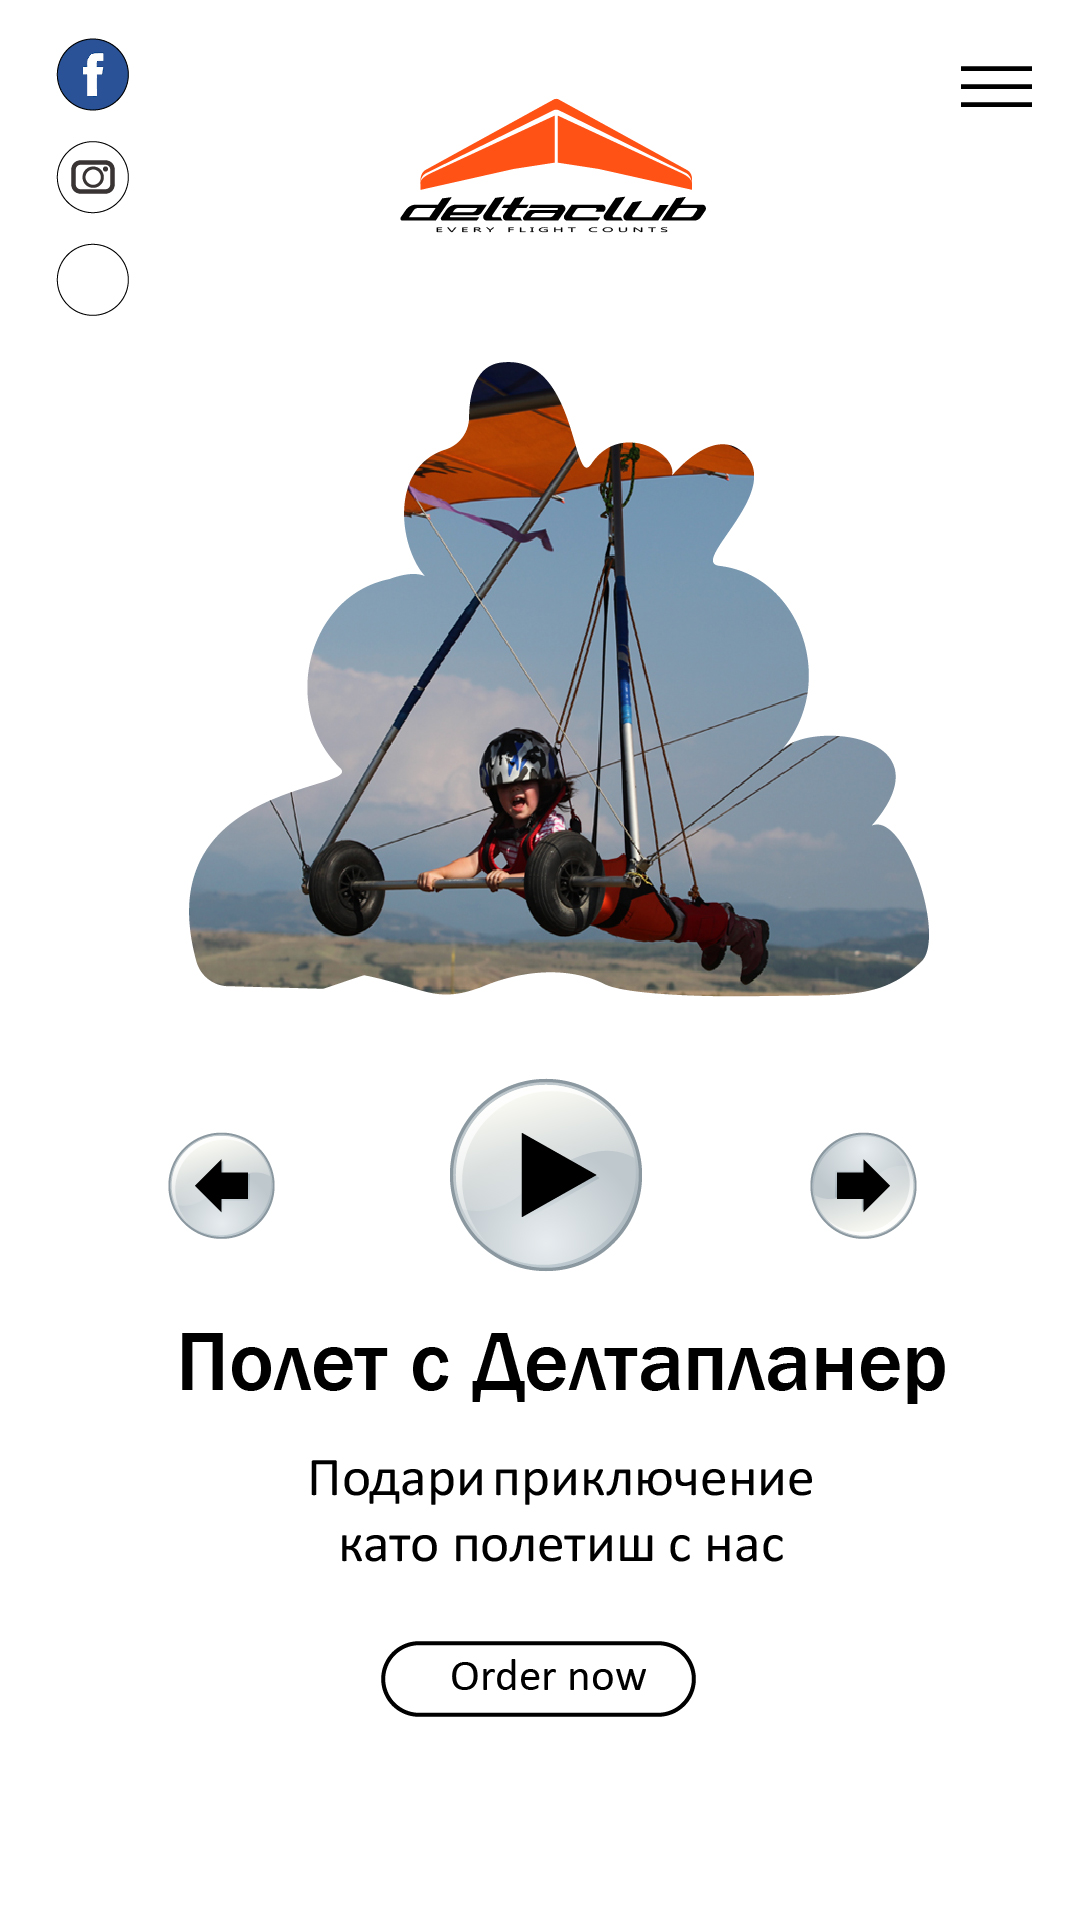 deltaclub
EVERY FLIGHT COUNTS
Полет с Делтапланер
Подари приключение
като полетиш с нас
Order now